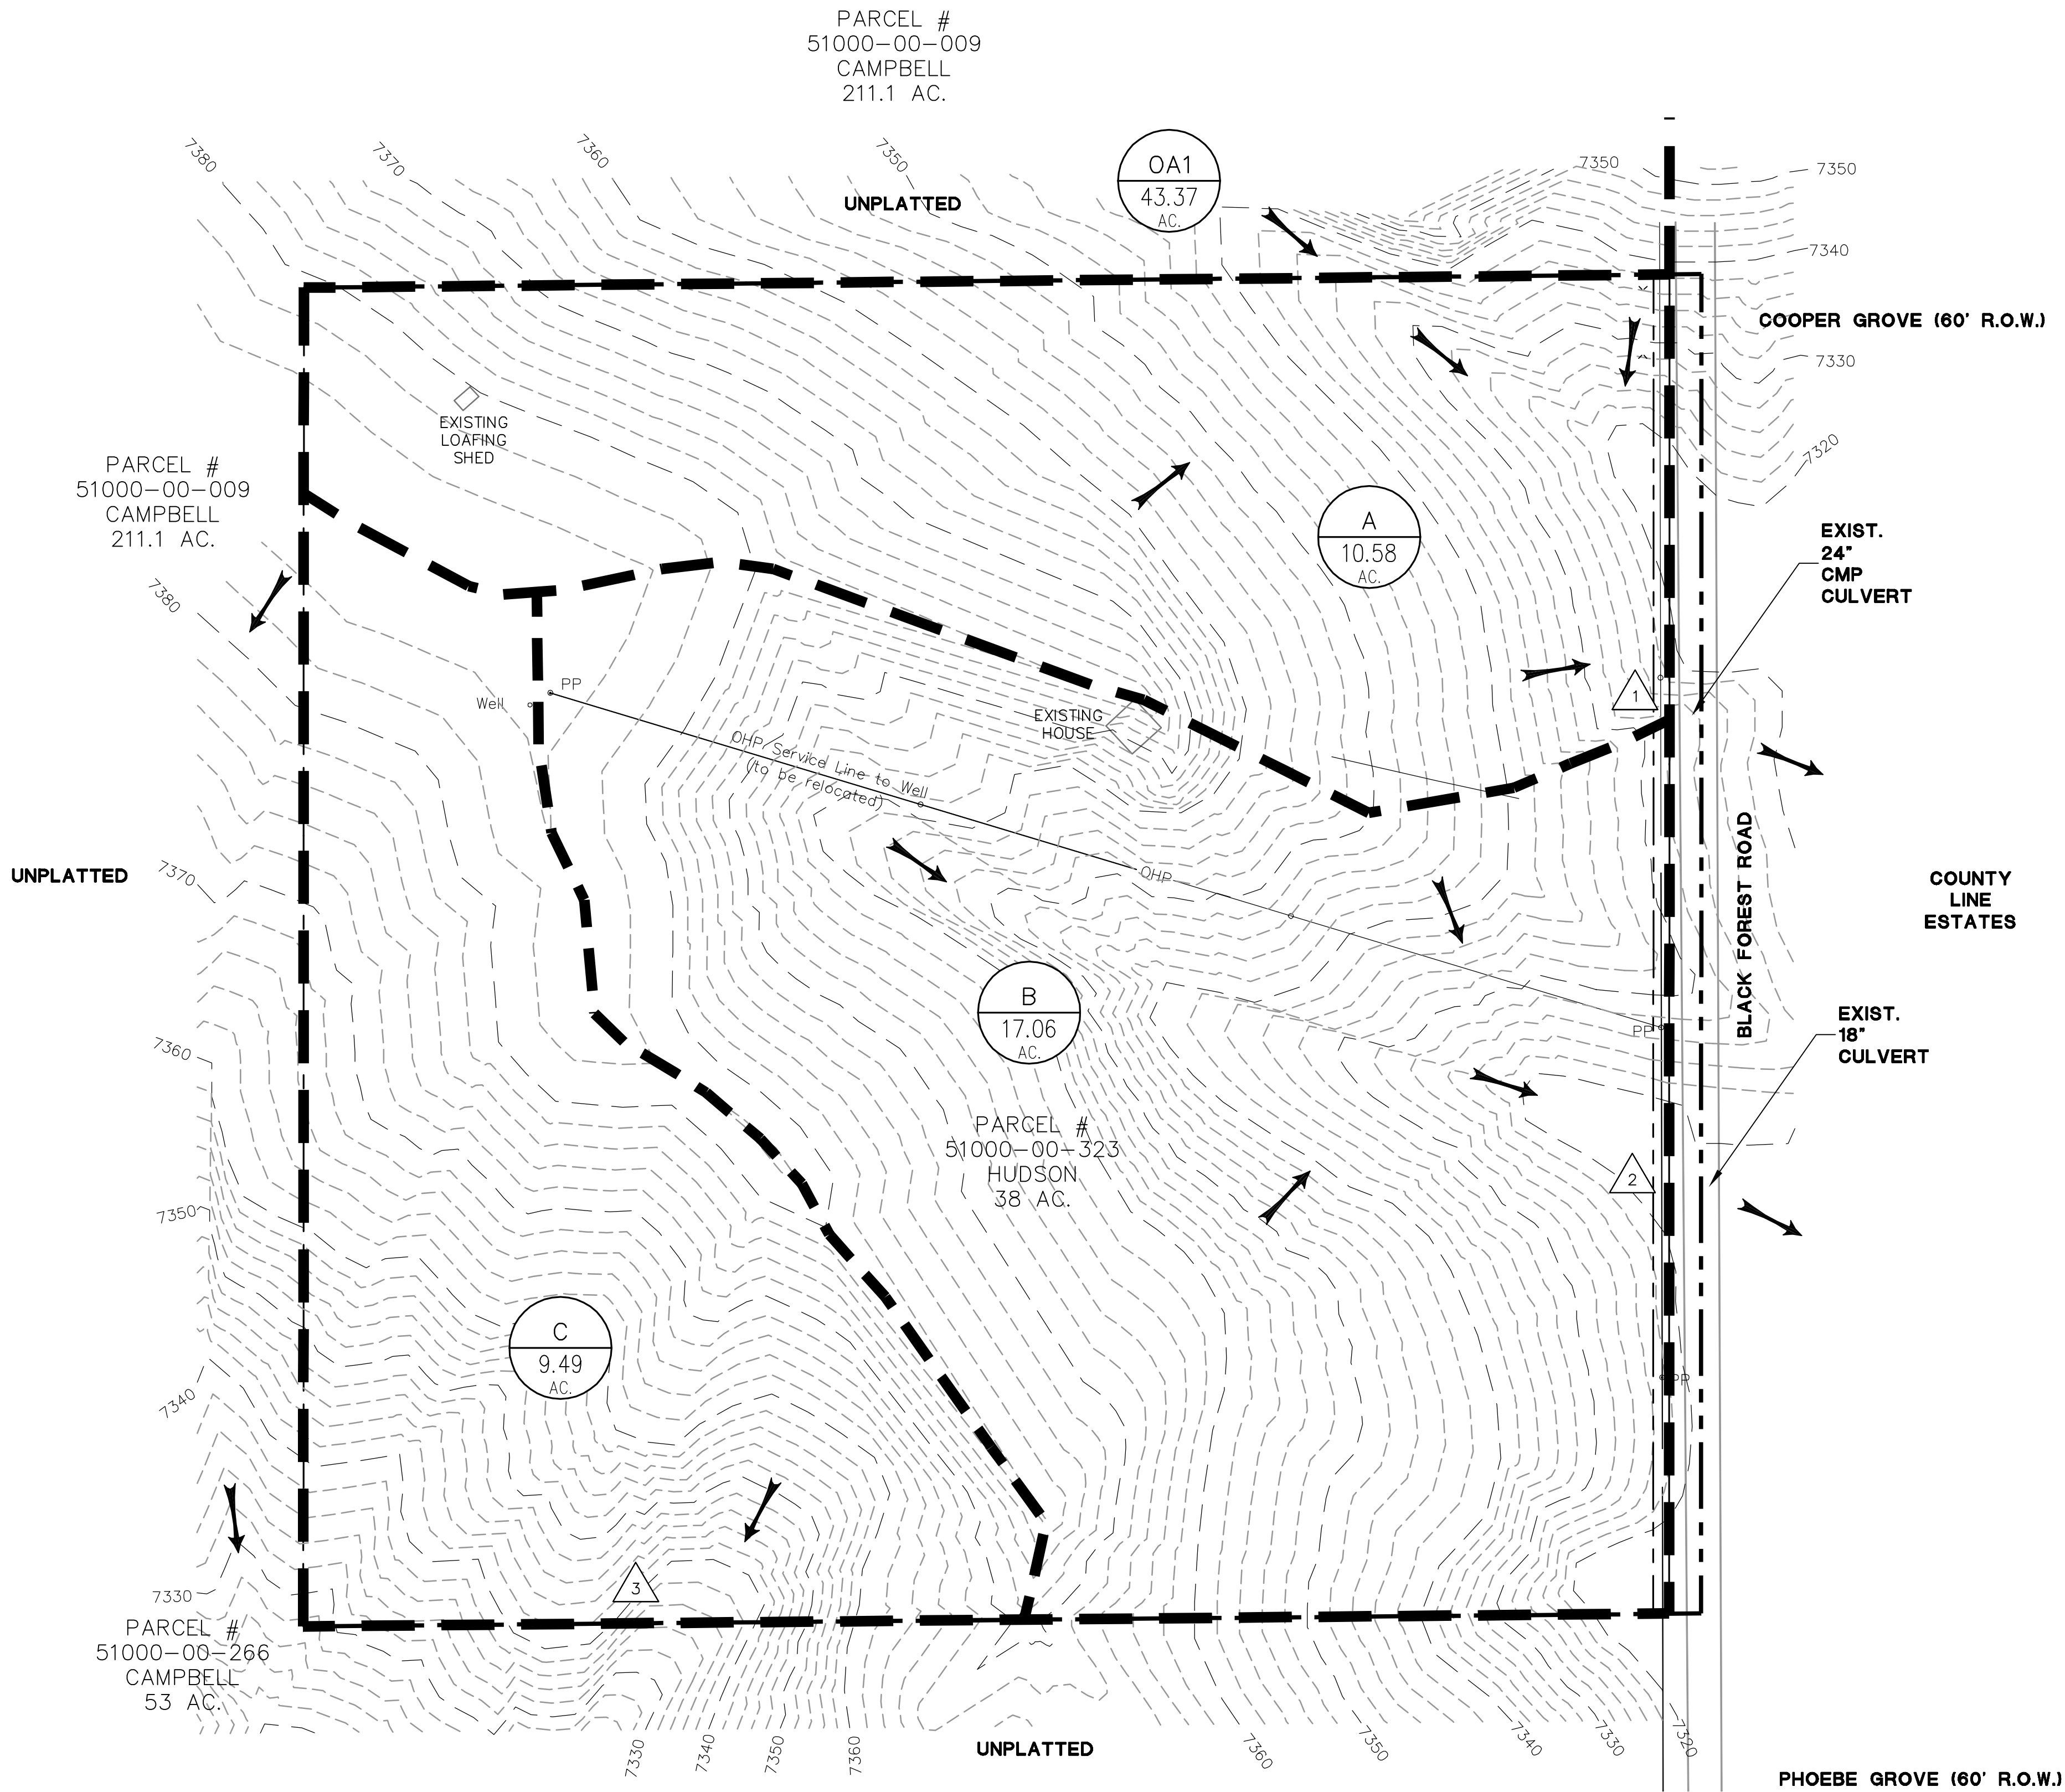 PARCEL #
51000-00-009
CAMPBELL
211.1 AC.
7380
7370
7360
7350
UNPLATTED
OA1
43.37
AC.
7350
7350
7340
COOPER GROVE (60' R.O.W.)
7330
7320
EXISTING
LOAFING
SHED
PARCEL #
51000-00-009
CAMPBELL
211.1 AC.
A
10.58
AC.
EXIST.
24"
CMP
CULVERT
7380
PP
Well
EXISTING
HOUSE
1
OHP Service Line to Well
(to be relocated)
OHP
UNPLATTED
7370
BLACK FOREST ROAD
COUNTY
LINE
ESTATES
B
17.06
AC.
PP
EXIST.
18"
CULVERT
7360
PARCEL #
51000-00-323
HUDSON
38 AC.
2
7350
C
9.49
AC.
PP
7340
3
7330
PARCEL #
51000-00-266
CAMPBELL
53 AC.
7330
7340
7350
7360
UNPLATTED
7360
7350
7340
7330
7320
PHOEBE GROVE (60' R.O.W.)